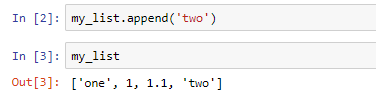 In [2]: my_list.append('two')
In [3]: my_list
Out[3]: ['one', 1, 1.1, 'two']